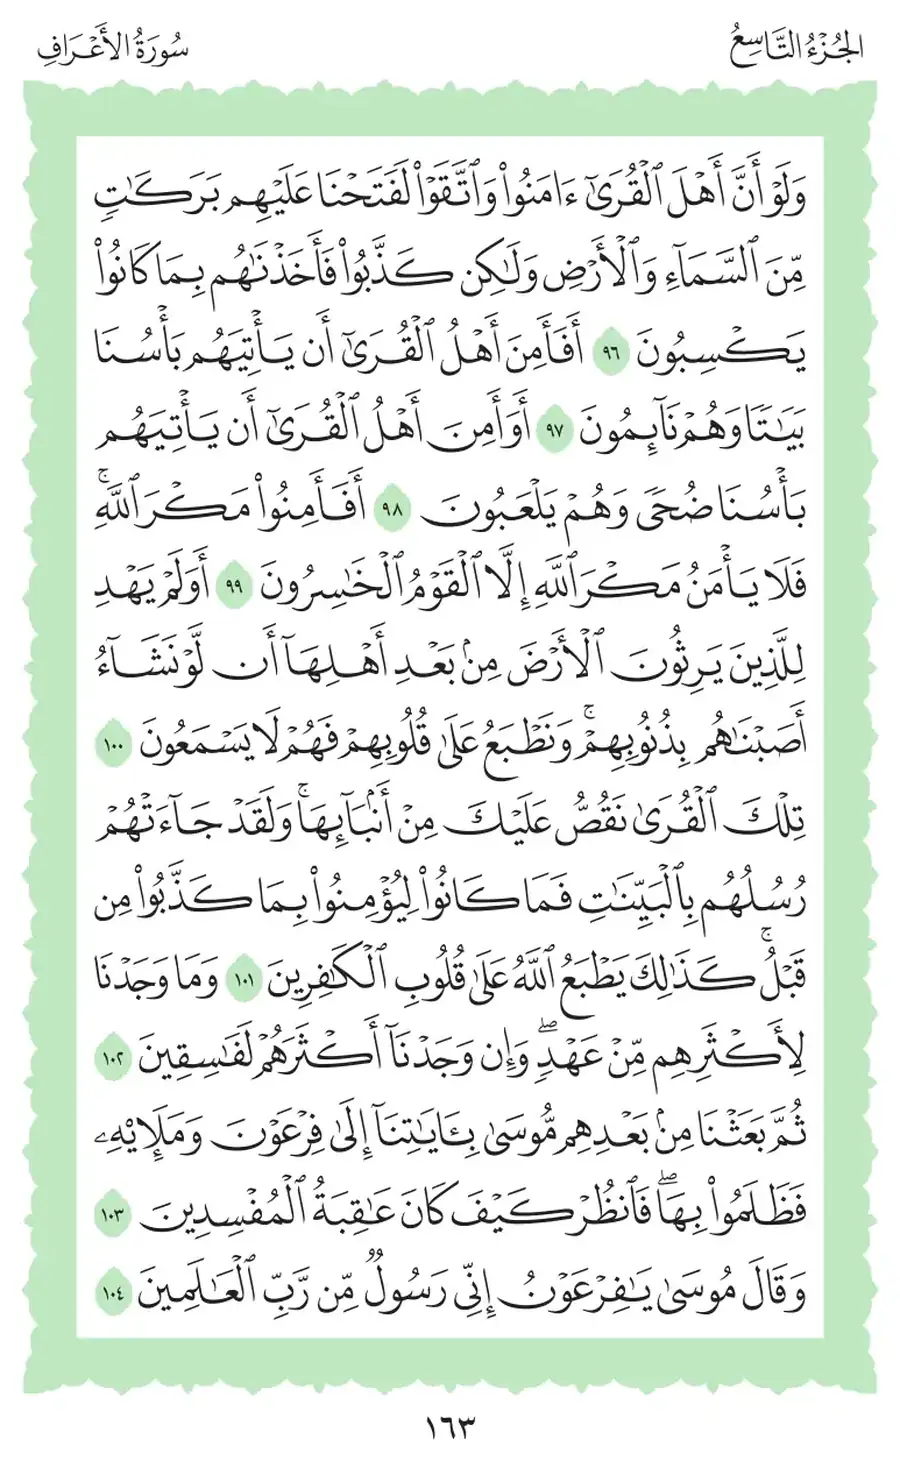 الجُزْءُ التَّاسِعُ
سُورَةُ الأَعْرَافِ
وَلَوْ أَنَّ أَهْلَ ٱلْقُرَىٰٓ ءَامَنُوا۟ وَٱتَّقَوْا۟ لَفَتَحْنَا عَلَيْهِم بَرَكَـٰتٍ
مِّنَ ٱلسَّمَآءِ وَٱلْأَرْضِ وَلَـٰكِن كَذَّبُوا۟ فَأَخَذْنَـٰهُم بِمَا كَانُوا۟
يَكْسِبُونَ ٩٦ أَفَأَمِنَ أَهْلُ ٱلْقُرَىٰٓ أَن يَأْتِيَهُم بَأْسُنَا
بَيَـٰتًا وَهُمْ نَآئِمُونَ ٩٧ أَوَأَمِنَ أَهْلُ ٱلْقُرَىٰٓ أَن يَأْتِيَهُم
بَأْسُنَا ضُحًى وَهُمْ يَلْعَبُونَ ٩٨ أَفَأَمِنُوا۟ مَكْرَ ٱللَّهِ ۚ
فَلَا يَأْمَنُ مَكْرَ ٱللَّهِ إِلَّا ٱلْقَوْمُ ٱلْخَـٰسِرُونَ ٩٩ أَوَلَمْ يَهْدِ
لِلَّذِينَ يَرِثُونَ ٱلْأَرْضَ مِنۢ بَعْدِ أَهْلِهَآ أَن لَّوْ نَشَآءُ
أَصَبْنَـٰهُم بِذُنُوبِهِمْ ۚ وَنَطْبَعُ عَلَىٰ قُلُوبِهِمْ فَهُمْ لَا يَسْمَعُونَ ١٠٠
تِلْكَ ٱلْقُرَىٰ نَقُصُّ عَلَيْكَ مِنْ أَنۢبَآئِهَا ۚ وَلَقَدْ جَآءَتْهُمْ
رُسُلُهُم بِٱلْبَيِّنَـٰتِ فَمَا كَانُوا۟ لِيُؤْمِنُوا۟ بِمَا كَذَّبُوا۟ مِن
قَبْلُ ۚ كَذَٰلِكَ يَطْبَعُ ٱللَّهُ عَلَىٰ قُلُوبِ ٱلْكَـٰفِرِينَ ١٠١ وَمَا وَجَدْنَا
لِأَكْثَرِهِم مِّنْ عَهْدٍ ۖ وَإِن وَجَدْنَآ أَكْثَرَهُمْ لَفَـٰسِقِينَ ١٠٢
ثُمَّ بَعَثْنَا مِنۢ بَعْدِهِم مُّوسَىٰ بِـَٔايَـٰتِنَآ إِلَىٰ فِرْعَوْنَ وَمَلَإِي۟هِۦ
فَظَلَمُوا۟ بِهَا ۖ فَٱنظُرْ كَيْفَ كَانَ عَـٰقِبَةُ ٱلْمُفْسِدِينَ ١٠٣
وَقَالَ مُوسَىٰ يَـٰفِرْعَوْنُ إِنِّى رَسُولٌ مِّن رَّبِّ ٱلْعَـٰلَمِينَ ١٠٤
١٦٣